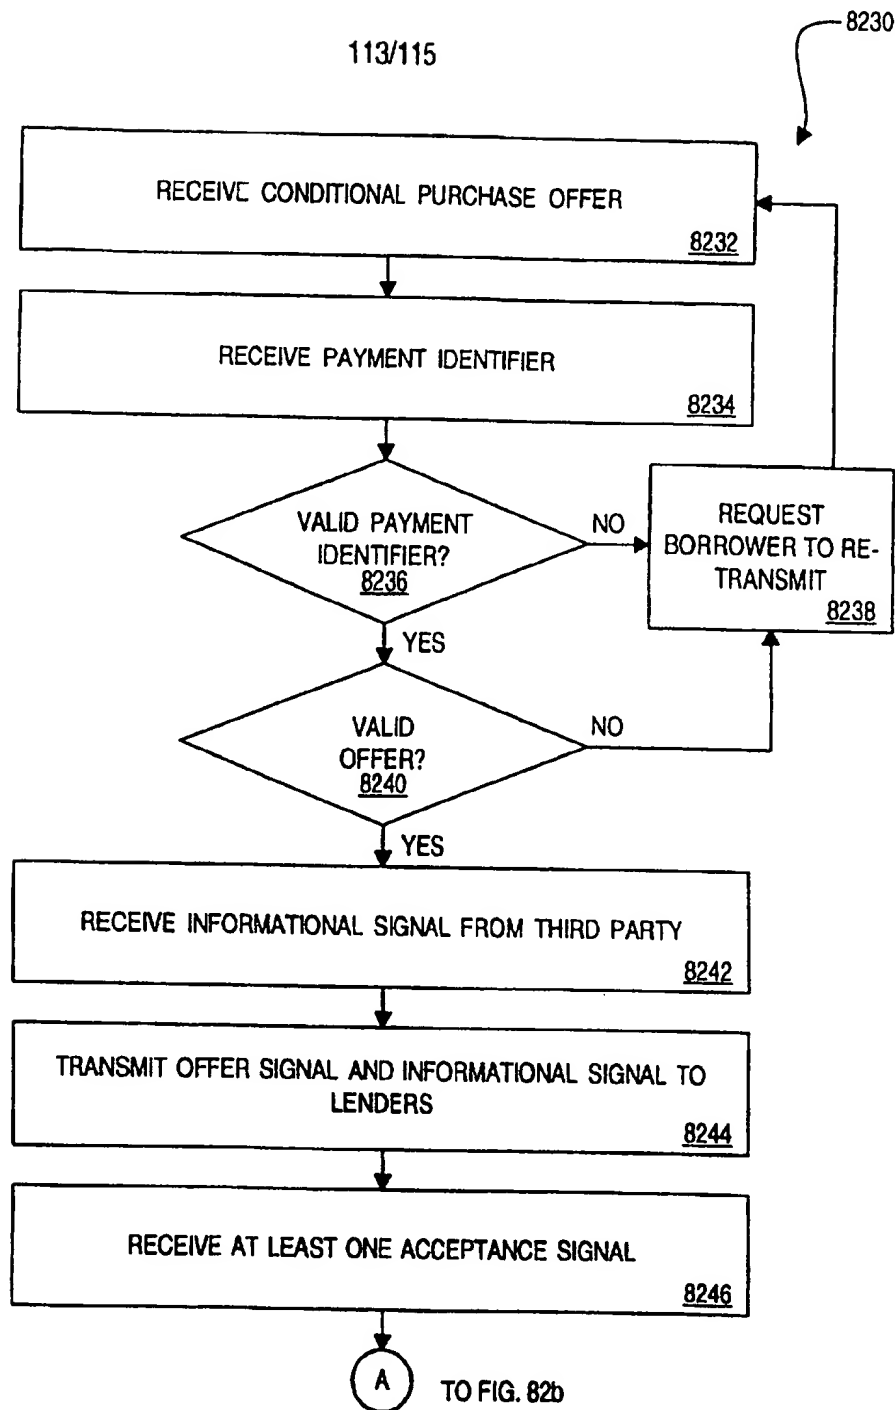 113/115
8230
RECEIVE CONDITIONAL PURCHASE OFFER
8232
RECEIVE PAYMENT IDENTIFIER
8234
VALID PAYMENT
IDENTIFIER?
8236
NO
REQUEST
BORROWER TO RE-
TRANSMIT
8238
YES
VALID
OFFER?
8240
NO
YES
RECEIVE INFORMATIONAL SIGNAL FROM THIRD PARTY
8242
TRANSMIT OFFER SIGNAL AND INFORMATIONAL SIGNAL TO
LENDERS
8244
RECEIVE AT LEAST ONE ACCEPTANCE SIGNAL
8246
A
TO FIG. 82b